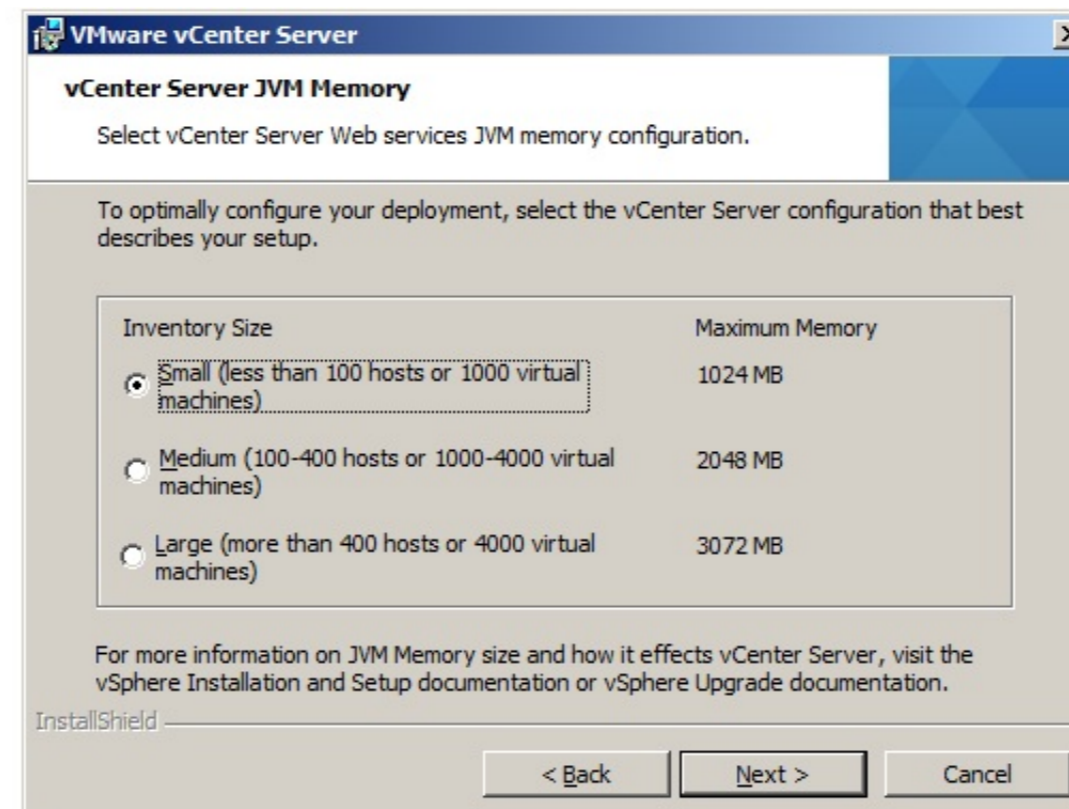 VMware vCenter Server
vCenter Server JVM Memory
Select vCenter Server Web services JVM memory configuration.
To optimally configure your deployment, select the vCenter Server configuration that best
describes your setup.
Inventory Size Maximum Memory
Small (less than 100 hosts or 1000 virtual 1024 MB
machines)
Medium (100-400 hosts or 1000-4000 virtual 2048 MB
machines)
Large (more than 400 hosts or 4000 virtual 3072 MB
machines)
For more information on JVM Memory size and how it effects vCenter Server, visit the
vSphere Installation and Setup documentation or vSphere Upgrade documentation.
InstallShield
< Back Next > Cancel